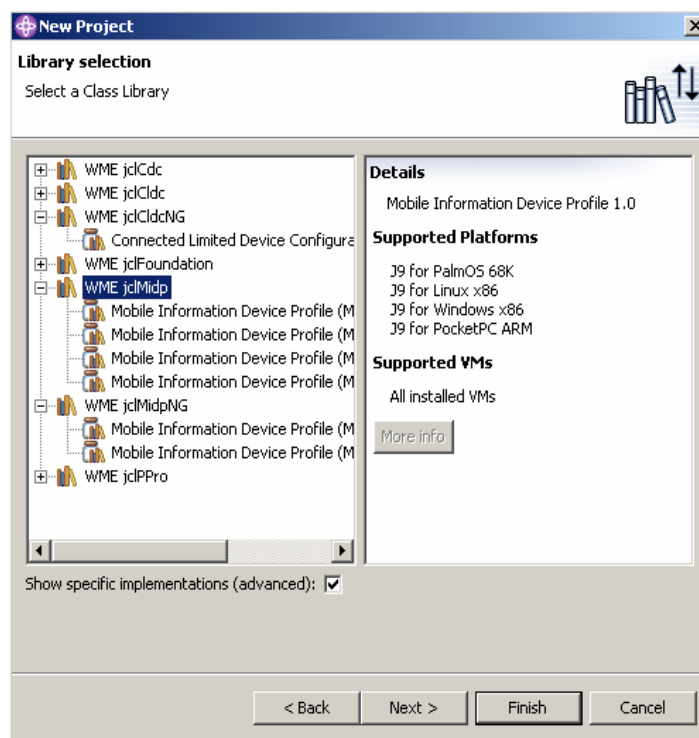 New Project
Library selection
Select a Class Library
WME jclCdc
WME jclCldc
WME jclCldcNG
Connected Limited Device Configura
WME jclFoundation
WME jclMidp
Mobile Information Device Profile (M
Mobile Information Device Profile (M
Mobile Information Device Profile (M
Mobile Information Device Profile (M
WME jclMidpNG
Mobile Information Device Profile (M
Mobile Information Device Profile (M
WME jclPPro
Details
Mobile Information Device Profile 1.0
Supported Platforms
J9 for PalmOS 68K
J9 for Linux x86
J9 for Windows x86
J9 for PocketPC ARM
Supported VMs
All installed VMs
More info
Show specific implementations (advanced):
< Back
Next >
Finish
Cancel